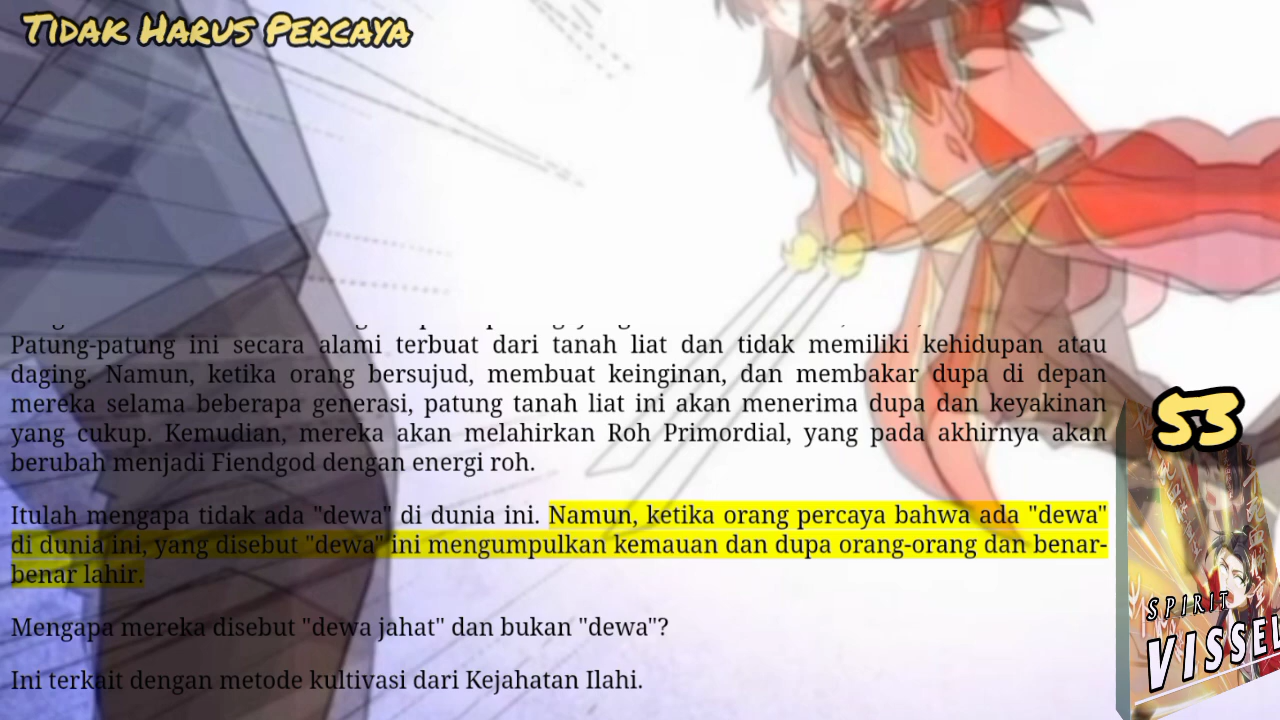 Tidak Harus Percaya
Patung-patung ini secara alami terbuat dari tanah liat dan tidak memiliki kehidupan atau
daging. Namun, ketika orang bersujud, membuat keinginan, dan membakar dupa di depan
mereka selama beberapa generasi, patung tanah liat ini akan menerima dupa dan keyakinan
yang cukup. Kemudian, mereka akan melahirkan Roh Primordial, yang pada akhirnya akan
berubah menjadi Fiendgod dengan energi roh.
Itulah mengapa tidak ada "dewa" di dunia ini. Namun, ketika orang percaya bahwa ada "dewa"
di dunia ini, yang disebut "dewa" ini mengumpulkan kemauan dan dupa orang-orang dan benar-
benar lahir.
Mengapa mereka disebut "dewa jahat" dan bukan "dewa"?
Ini terkait dengan metode kultivasi dari Kejahatan Ilahi.
53
SPIRIT
VISSEL